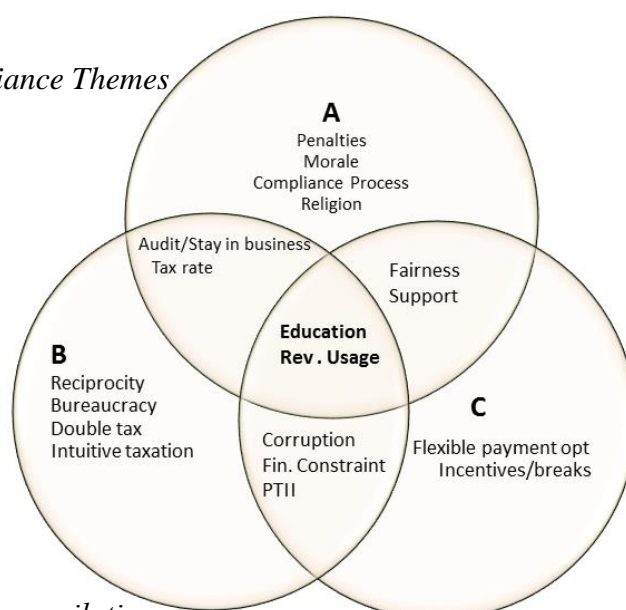 iance Themes
A
Penalties
Morale
Compliance Process
Religion
Audit/Stay in business
Tax rate
Fairness
Support
Education
Rev. Usage
B
Reciprocity
Bureaucracy
Double tax
Intuitive taxation
C
Flexible payment opt
Incentives/breaks
Corruption
Fin. Constraint
PTII